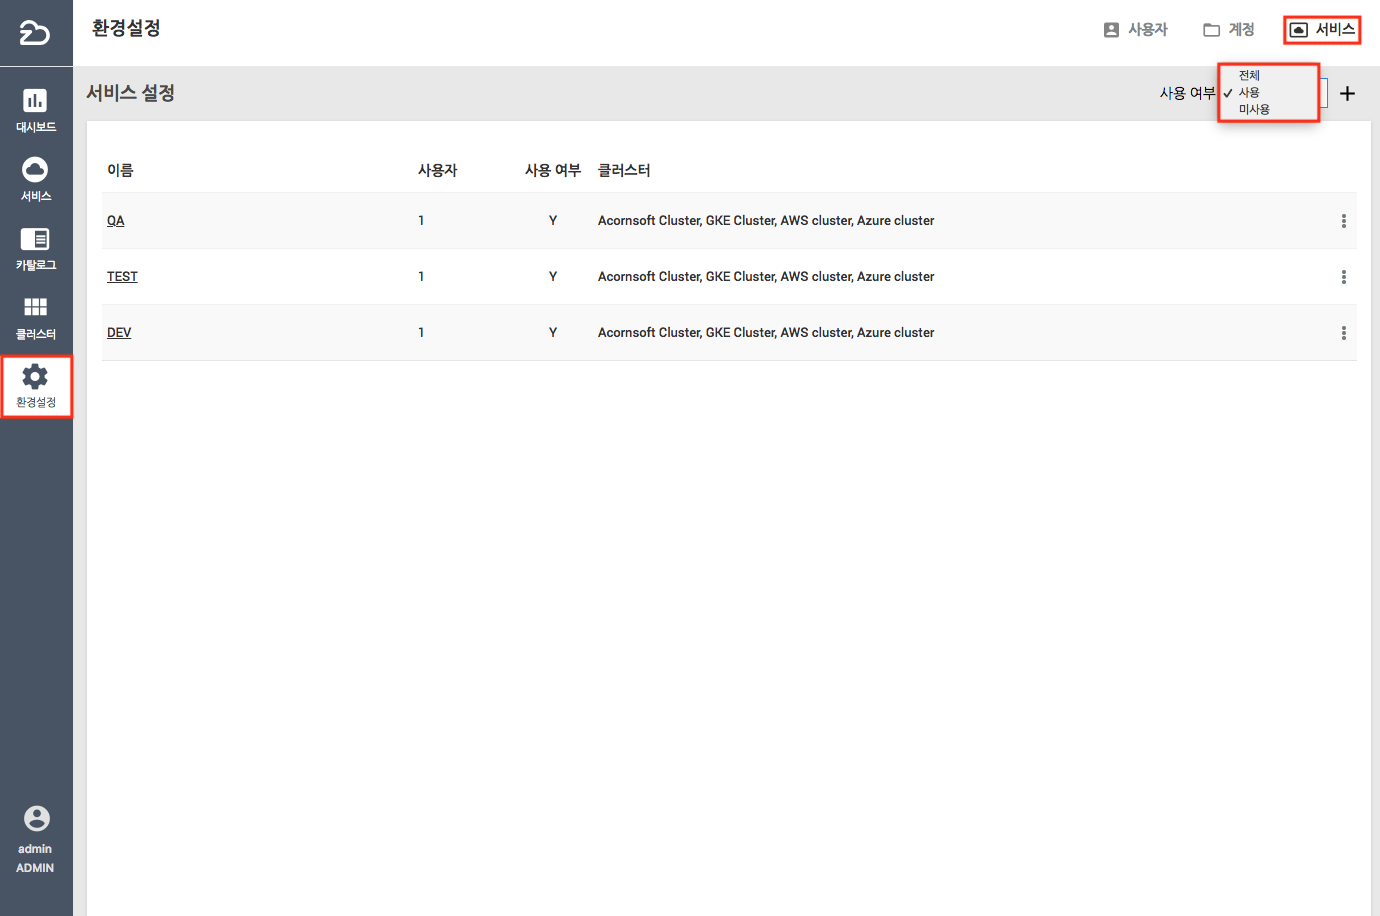 환경설정
사용자
계정
서비스
대시보드
서비스
카탈로그
클러스터
환경설정
admin
ADMIN
서비스 설정
사용 여부
전체
✓ 사용
미사용
이름 사용자 사용 여부 클러스터
QA 1 Y Acornsoft Cluster, GKE Cluster, AWS cluster, Azure cluster
TEST 1 Y Acornsoft Cluster, GKE Cluster, AWS cluster, Azure cluster
DEV 1 Y Acornsoft Cluster, GKE Cluster, AWS cluster, Azure cluster